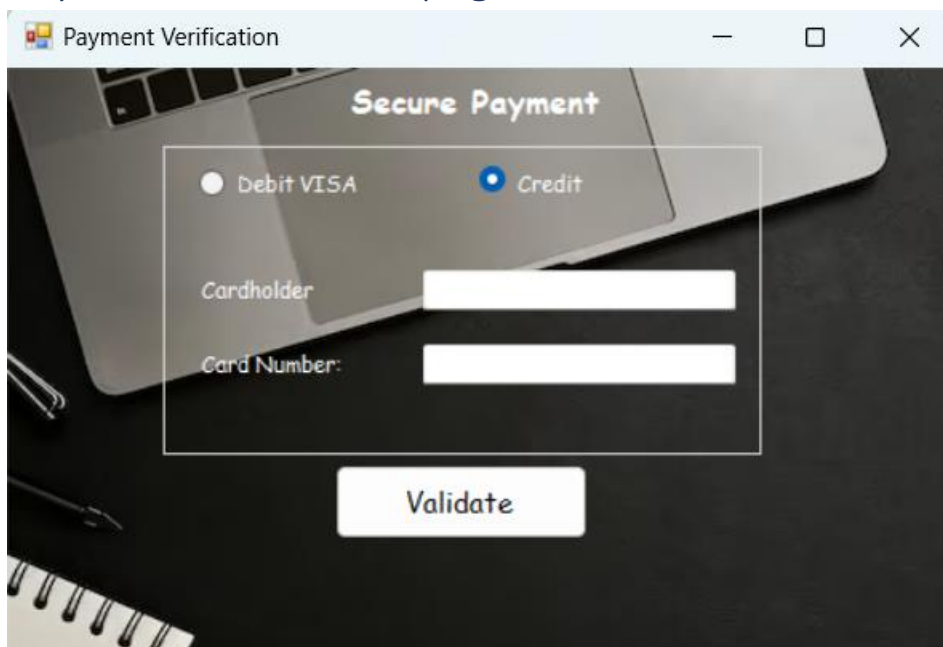 Payment Verification
Secure Payment
Debit VISA Credit
Cardholder
Card Number:
Validate